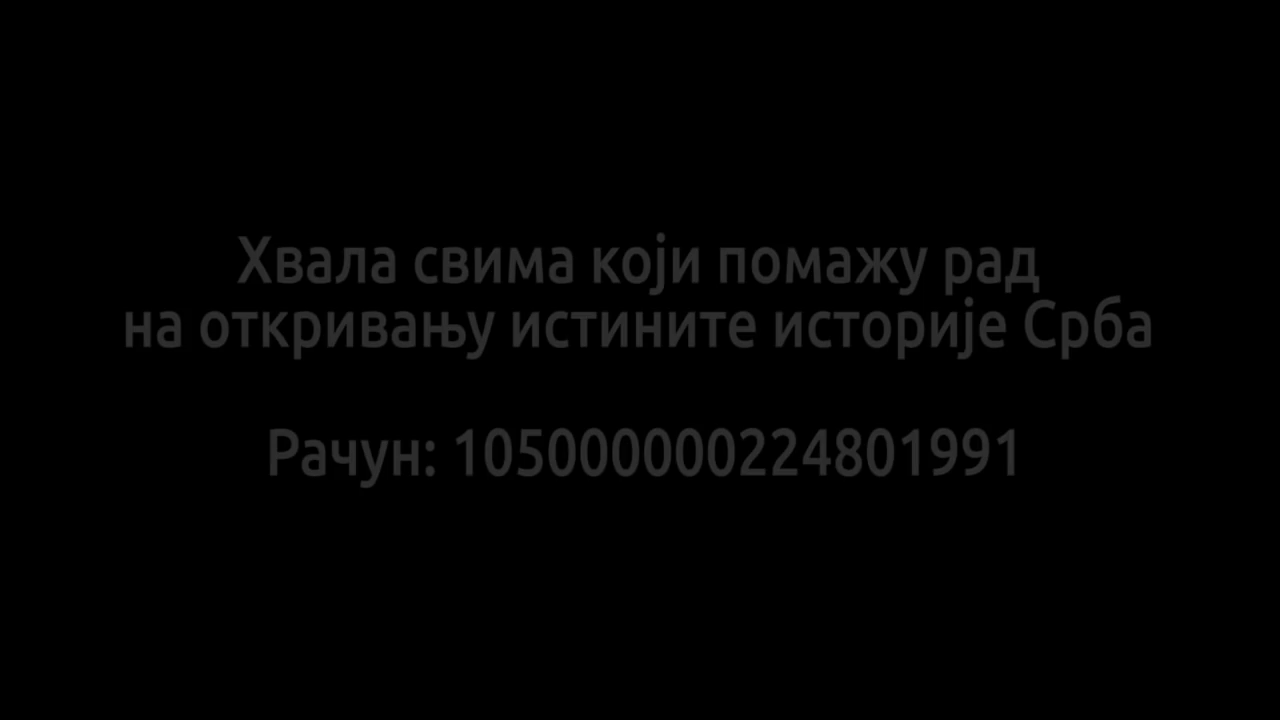 Хвала свима који помажу рад
на откривању истините историје Срба
Рачун: 105000000224801991